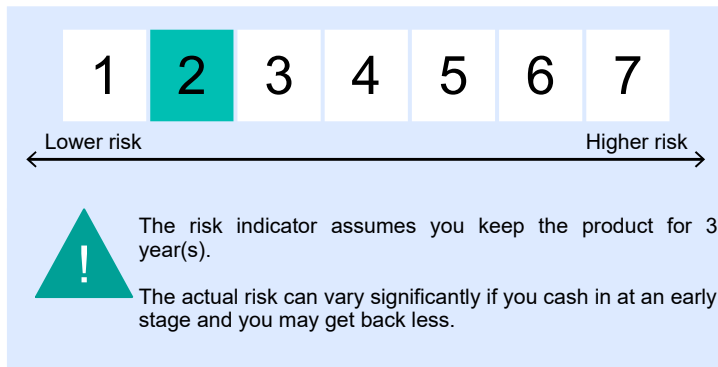 1 2 3 4 5 6 7
Lower risk Higher risk
The risk indicator assumes you keep the product for 3
year(s).
!
The actual risk can vary significantly if you cash in at an early
stage and you may get back less.